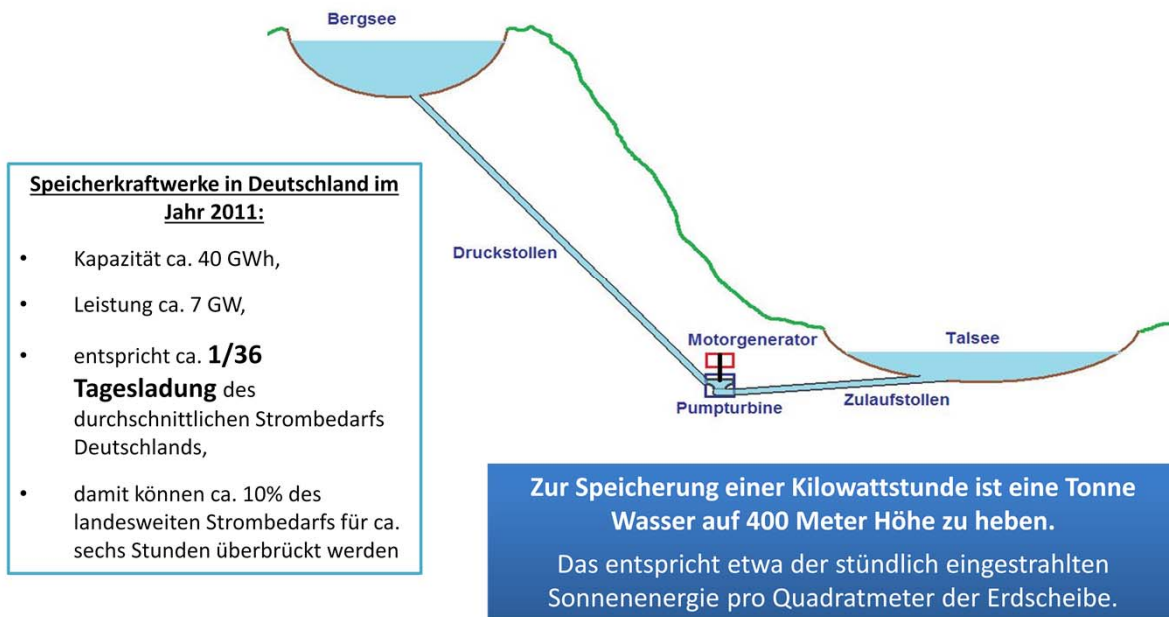 Bergsee
Speicherkraftwerke in Deutschland im
Jahr 2011:
• Kapazität ca. 40 GWh,
• Leistung ca. 7 GW,
• entspricht ca. 1/36
Tagesladung des
durchschnittlichen Strombedarfs
Deutschlands,
• damit können ca. 10% des
landesweiten Strombedarfs für ca.
sechs Stunden überbrückt werden
Druckstollen
Motorgenerator
Talsee
Pumpturbine
Zulaufstollen
Zur Speicherung einer Kilowattstunde ist eine Tonne
Wasser auf 400 Meter Höhe zu heben.
Das entspricht etwa der stündlich eingestrahlten
Sonnenenergie pro Quadratmeter der Erdscheibe.